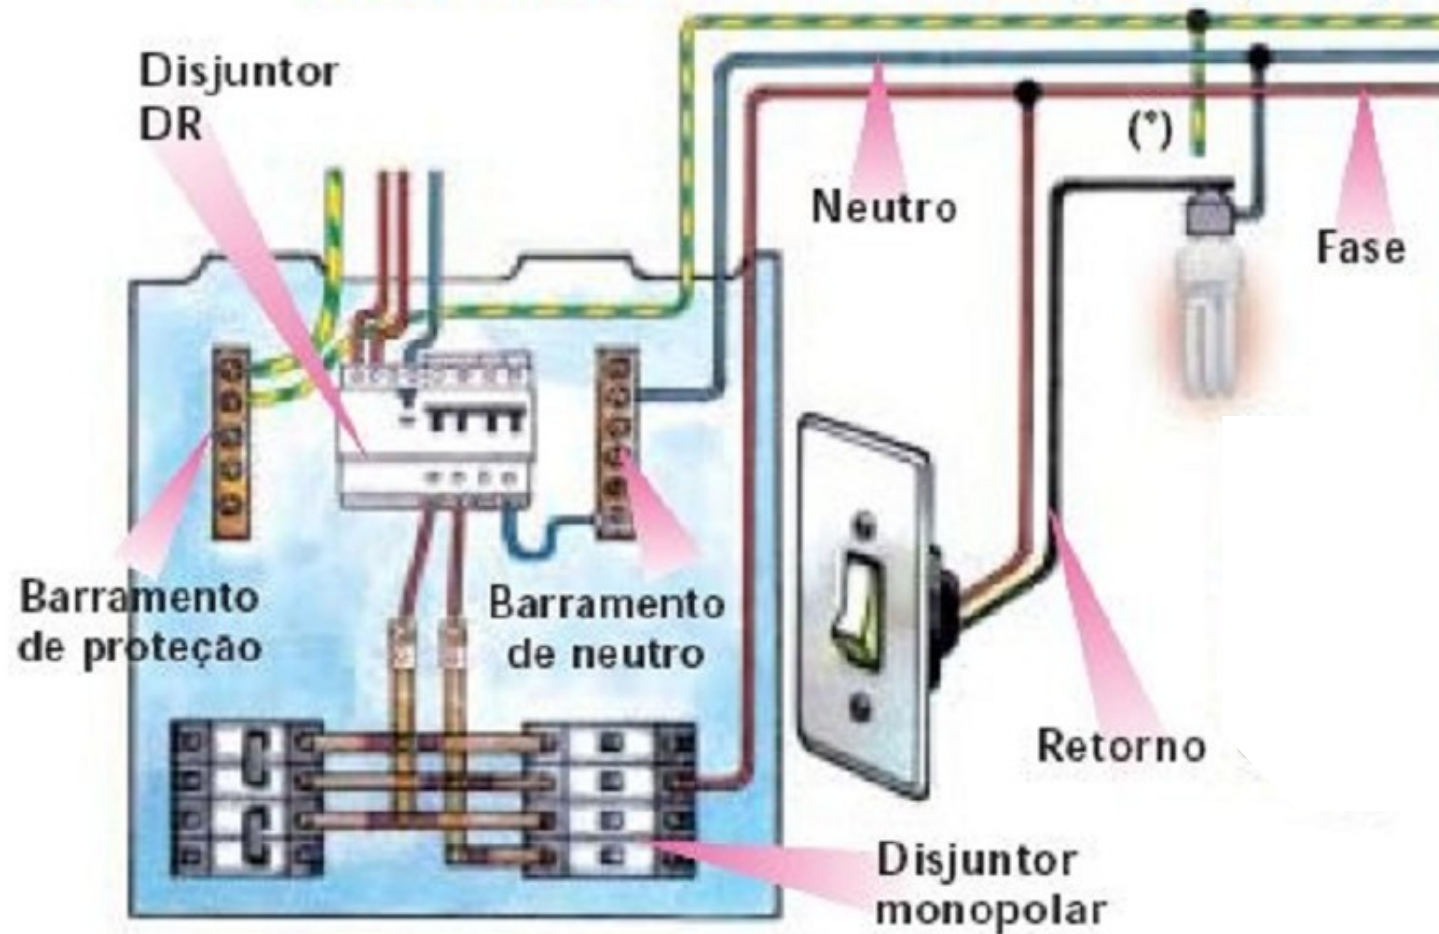 Disjuntor
DR
(*)
Neutro
Fase
Barramento
de proteção
Barramento
de neutro
Retorno
Disjuntor
monopolar